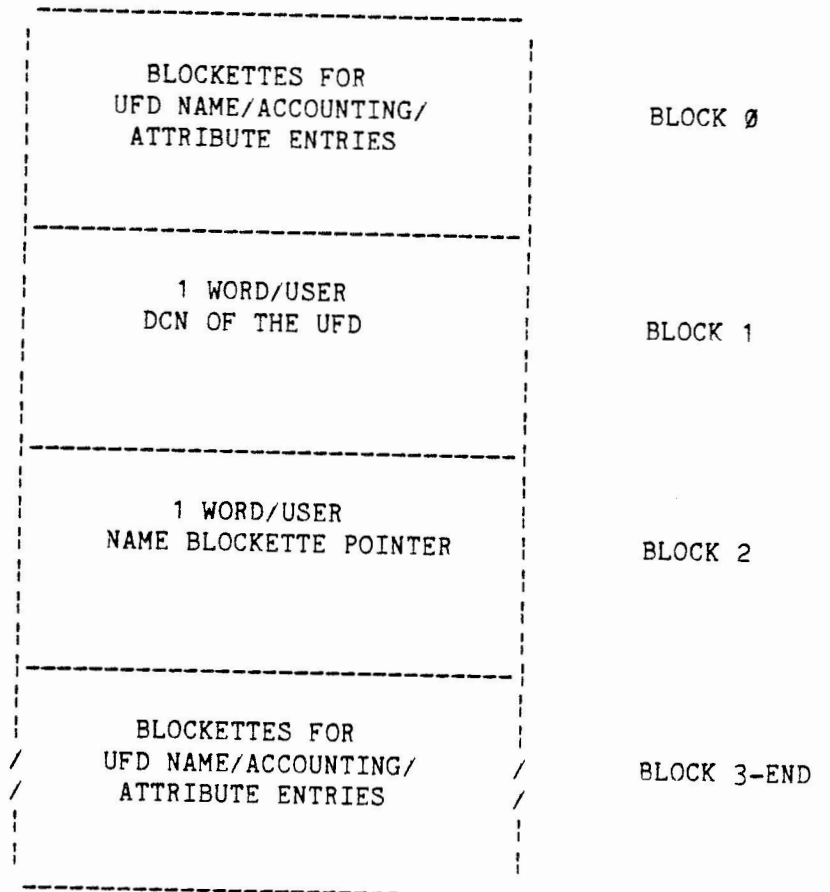 BLOCKETTES FOR
UFD NAME/ACCOUNTING/
ATTRIBUTE ENTRIES
BLOCK Ø
1 WORD/USER
DCN OF THE UFD
BLOCK 1
1 WORD/USER
NAME BLOCKETTE POINTER
BLOCK 2
BLOCKETTES FOR
UFD NAME/ACCOUNTING/
ATTRIBUTE ENTRIES
BLOCK 3-END